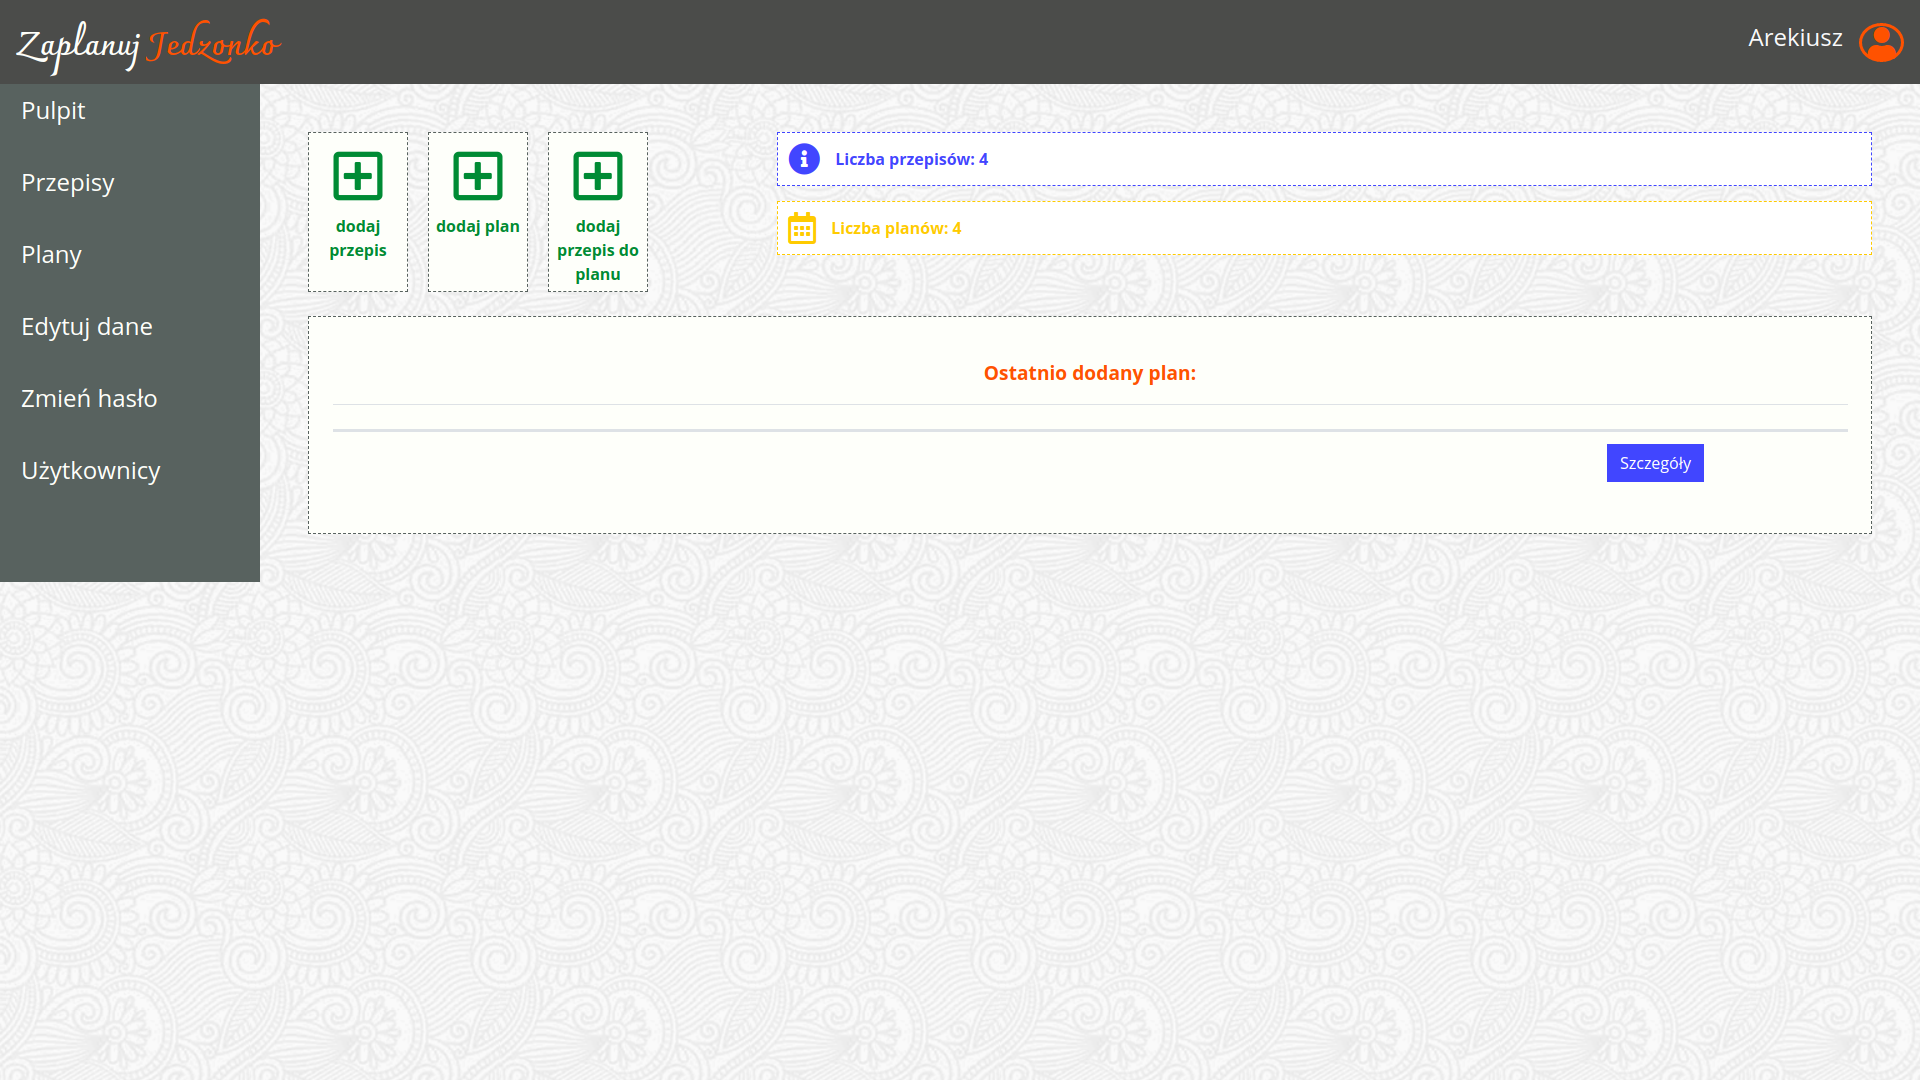 Zaplanuj Jedzonko
Arekiusz
Pulpit
Przepisy
Plany
Edytuj dane
Zmień hasło
Użytkownicy
dodaj
przepis
dodaj plan
dodaj
przepis do
planu
Liczba przepisów: 4
Liczba planów: 4
Ostatnio dodany plan:
Szczegóły